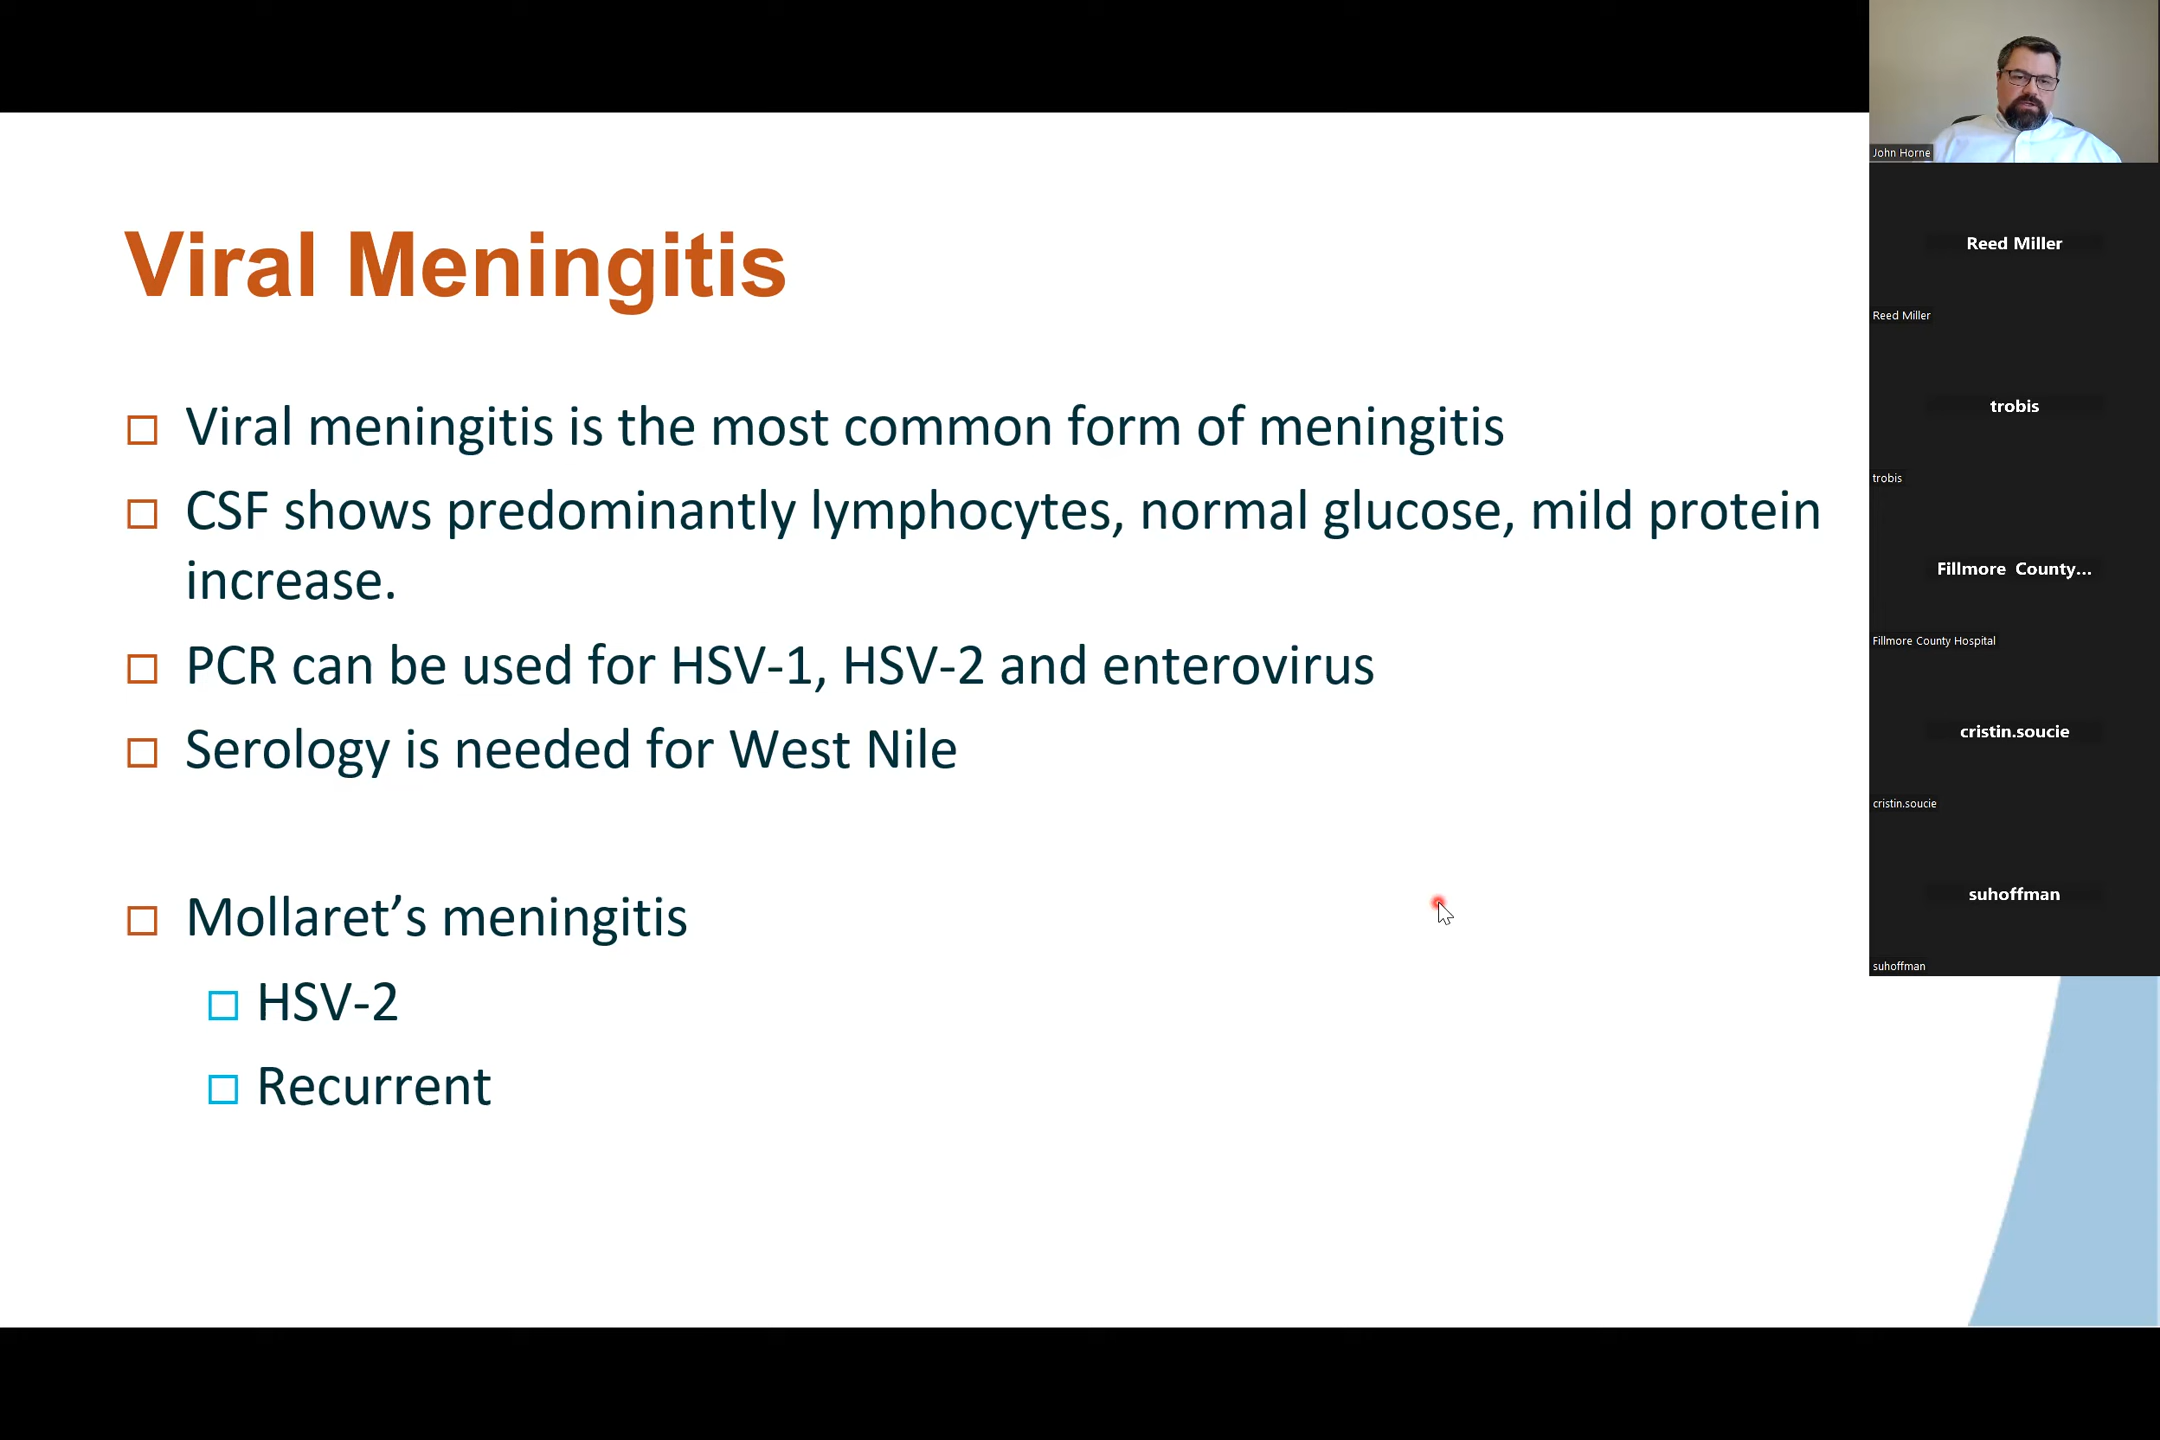 Viral Meningitis
Viral meningitis is the most common form of meningitis
CSF shows predominantly lymphocytes, normal glucose, mild protein
increase.
PCR can be used for HSV-1, HSV-2 and enterovirus
Serology is needed for West Nile
Mollaret’s meningitis
HSV-2
Recurrent
John Horne
Reed Miller
Reed Miller
trobis
trobis
Fillmore County...
Fillmore County Hospital
cristin.soucie
cristin.soucie
suhoffman
suhoffman